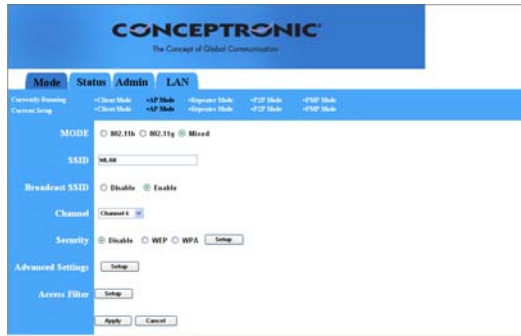 CONCEPTRONIC
The Concept of Global Communication
Mode Status Admin LAN
Currently Running •Client Mode •AP Mode •Repeater Mode •P2P Mode •PMP Mode
Current Setup •Client Mode •AP Mode •Repeater Mode •P2P Mode •PMP Mode
MODE 802.11b 802.11g Mixed
SSID WLAN
Broadcast SSID Disable Enable
Channel Channel 6
Security Disable WEP WPA Setup
Advanced Settings Setup
Access Filter Setup
Apply Cancel